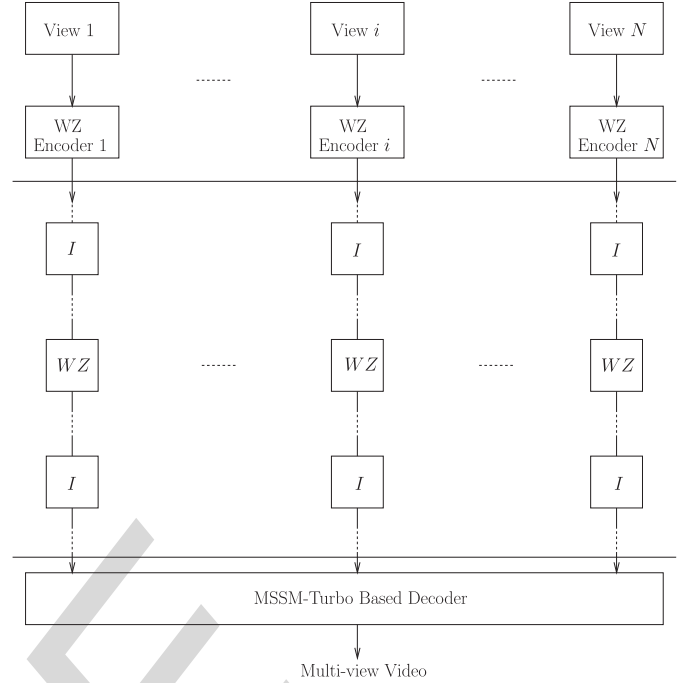 View 1
View i
View N
WZ
Encoder 1
WZ
Encoder i
WZ
Encoder N
I
I
I
WZ
WZ
WZ
I
I
I
MSSM-Turbo Based Decoder
Multi-view Video